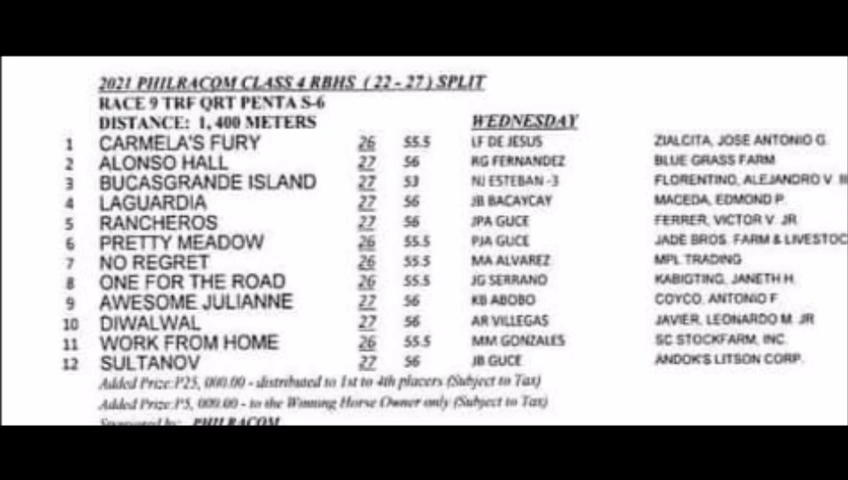 2021 PHILRACOM CLASS 4 RBHS ( 22 - 27 ) SPLIT
RACE 9 TRF QRT PENTA S-6
DISTANCE: 1, 400 METERS WEDNESDAY
1 CARMELA'S FURY 26 55.5 LF DE JESUS ZIALCITA, JOSE ANTONIO G.
2 ALONSO HALL 27 56 RG FERNANDEZ BLUE GRASS FARM
3 BUCASGRANDE ISLAND 27 53 NJ ESTEBAN -3 FLORENTINO, ALEJANDRO V. III
4 LAGUARDIA 27 56 JB BACAYCAY MACEDA, EDMOND P.
5 RANCHEROS 27 56 JPA GUCE FERRER, VICTOR V. JR
6 PRETTY MEADOW 26 55.5 PJA GUCE JADE BROS. FARM & LIVESTOC
7 NO REGRET 26 55.5 MA ALVAREZ MPL TRADING
8 ONE FOR THE ROAD 26 55.5 JG SERRANO KABIGTING, JANETH H.
9 AWESOME JULIANNE 27 56 KB ABOBO COYCO, ANTONIO F
10 DIWALWAL 27 56 AR VILLEGAS JAVIER, LEONARDO M. JR
11 WORK FROM HOME 26 55.5 MM GONZALES SC STOCKFARM, INC.
12 SULTANOV 27 56 JB GUCE ANDOK'S LITSON CORP.
Added Prize:P25, 000.00 - distributed to 1st to 4th placers (Subject to Tax)
Added Prize:P5, 000.00 - to the Winning Horse Owner only (Subject to Tax)
Sponsored by: PHILRACOM